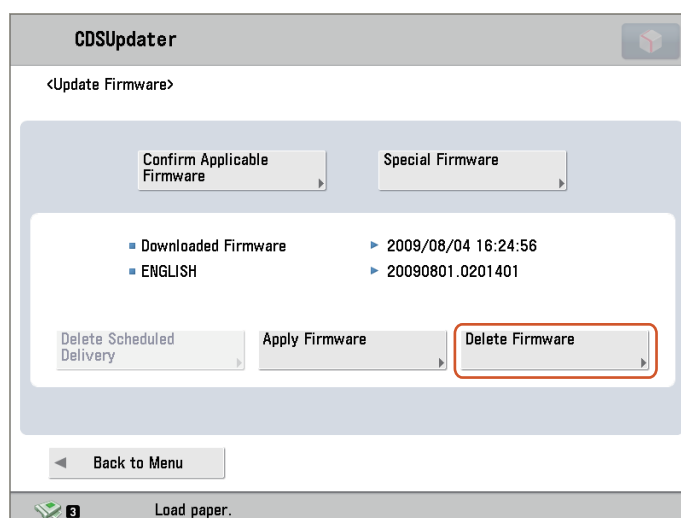 CDSUpdater
<Update Firmware>
Confirm Applicable
Firmware
Special Firmware
Downloaded Firmware
2009/08/04 16:24:56
ENGLISH
20090801.0201401
Delete Scheduled
Delivery
Apply Firmware
Delete Firmware
Back to Menu
3
Load paper.